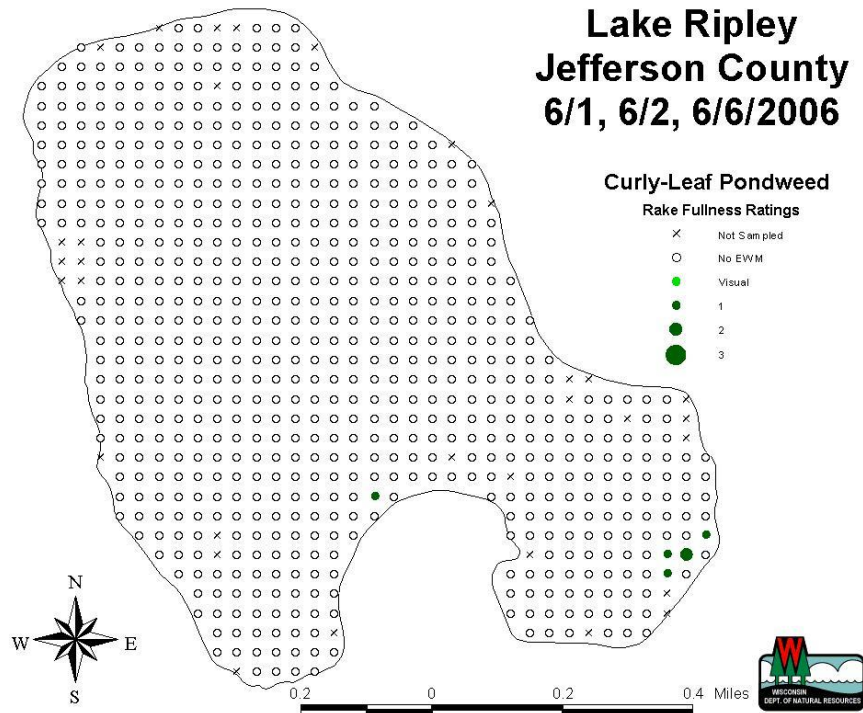 Lake Ripley
Jefferson County
6/1, 6/2, 6/6/2006
Curly-Leaf Pondweed
Rake Fullness Ratings
Not Sampled
No EWM
Visual
1
2
3
N
W E
S
0.2 0 0.2 0.4 Miles
W
WISCONSIN
DEPT. OF NATURAL RESOURCES